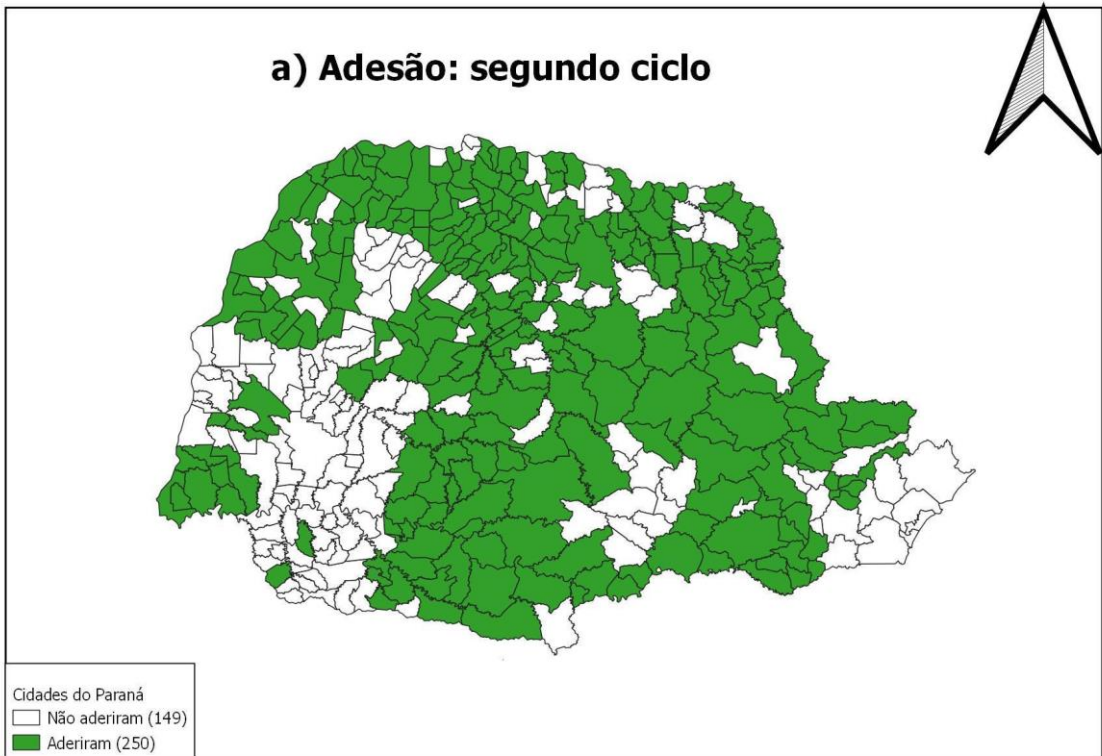 a) Adesão: segundo ciclo
Cidades do Paraná
Não aderiram (149)
Aderiram (250)